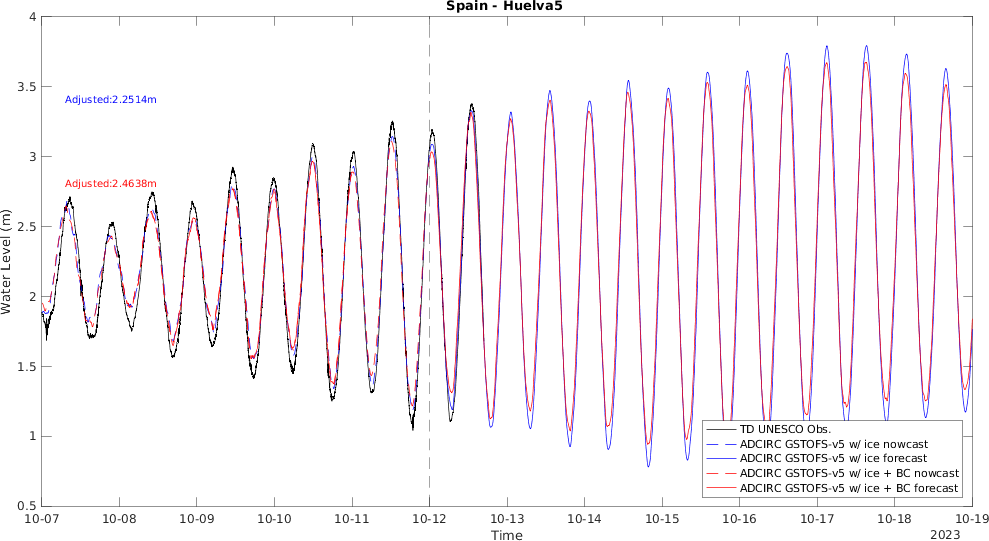 Spain - Huelva5
4
3.5
3
2.5
2
1.5
1
0.5
Water Level (m)
Adjusted:2.2514m
Adjusted:2.4638m
TD UNESCO Obs.
ADCIRC GSTOFS-v5 w/ ice nowcast
ADCIRC GSTOFS-v5 w/ ice forecast
ADCIRC GSTOFS-v5 w/ ice + BC nowcast
ADCIRC GSTOFS-v5 w/ ice + BC forecast
10-07 10-08 10-09 10-10 10-11 10-12 10-13 10-14 10-15 10-16 10-17 10-18 10-19
Time
2023